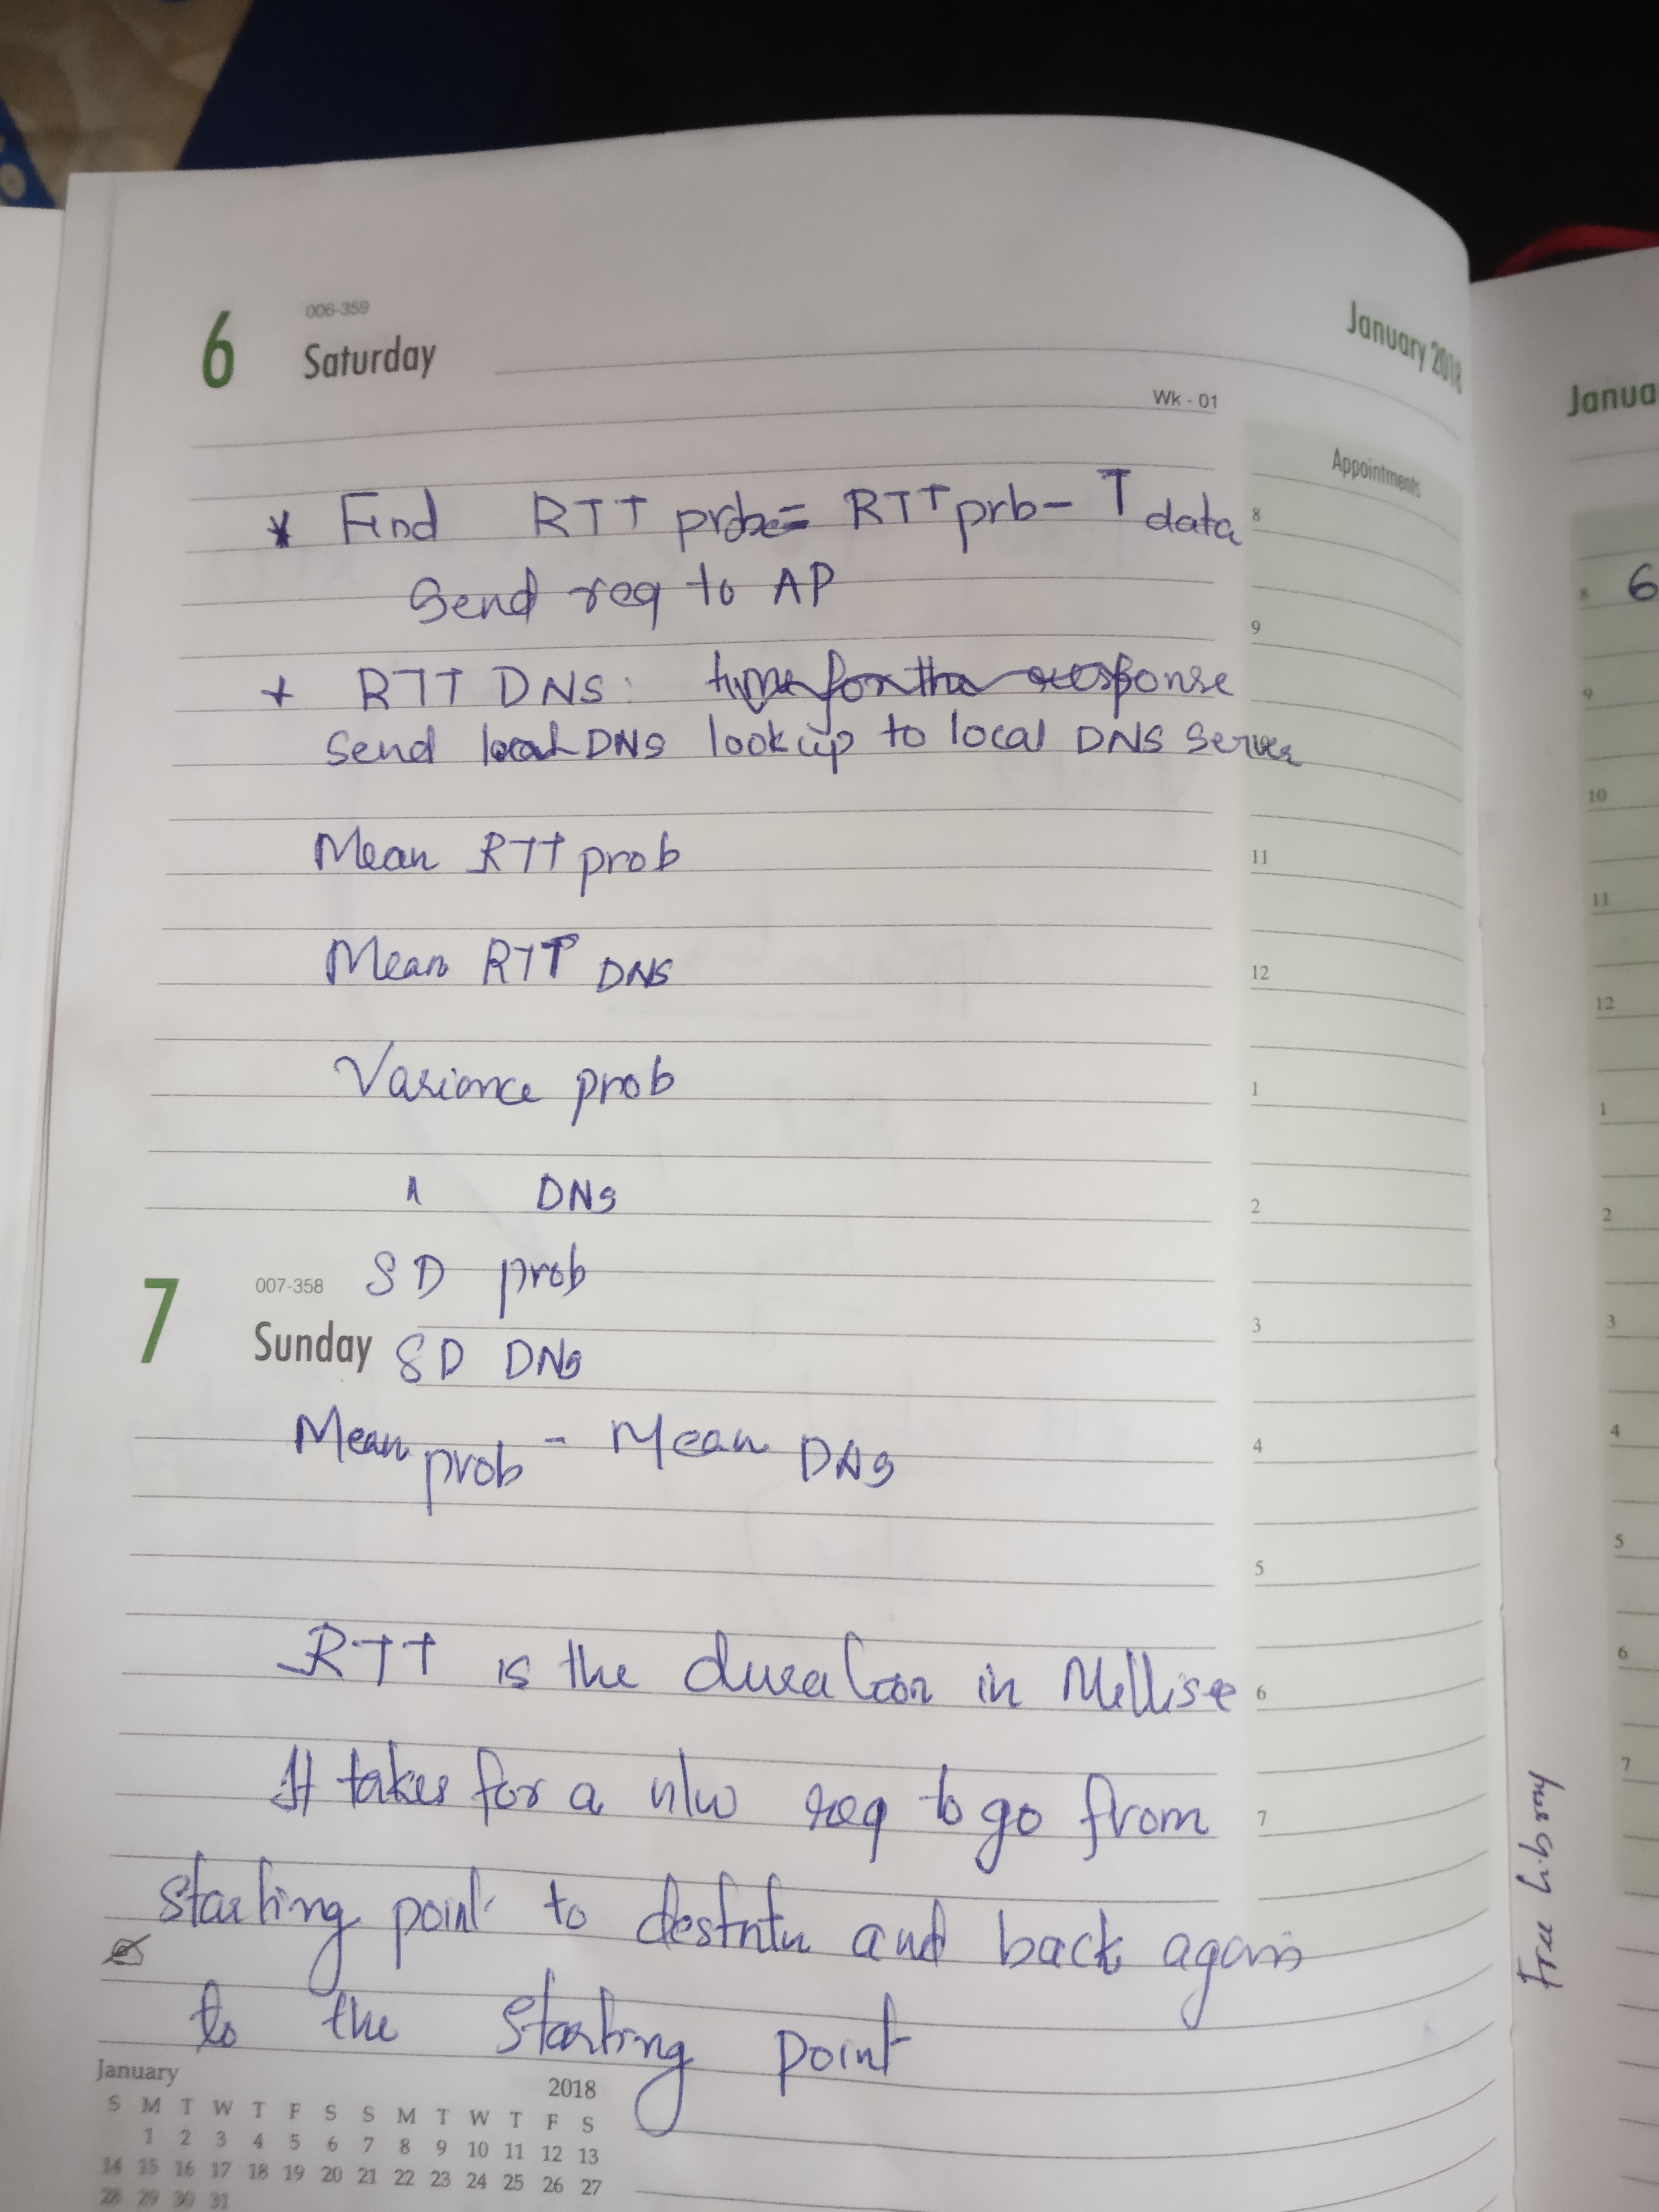 006-359
6 Saturday
January 2018
Wk - 01
Appointments
* Find RTT probe = RTT prb - T data
Send req to AP
+ RTT DNS: time for the response
Send local DNS lookup to local DNS Server
Mean RTT prob
Mean RTT DNS
Variance prob
" DNS
SD prob
007-358
7 Sunday
SD DNS
Mean prob - Mean DNS
RTT is the duration in Millise
It takes for a n/w req to go from
starting point to destntn and back again
to the starting point
8
9
10
11
12
1
2
3
4
5
6
7
January 2018
S M T W T F S S M T W T F S
1 2 3 4 5 6 7 8 9 10 11 12 13
14 15 16 17 18 19 20 21 22 23 24 25 26 27
28 29 30 31
Janua
8 6
9
10
11
12
1
2
3
4
5
6
7
Free Library